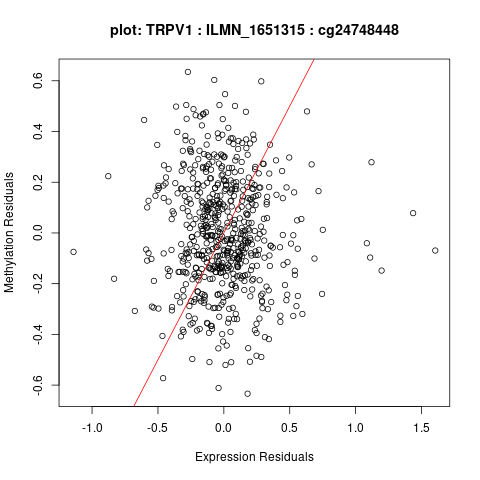 plot: TRPV1 : ILMN_1651315 : cg24748448
Methylation Residuals
0.6
0.4
0.2
0.0
-0.2
-0.4
-0.6
-1.0 -0.5 0.0 0.5 1.0 1.5
Expression Residuals